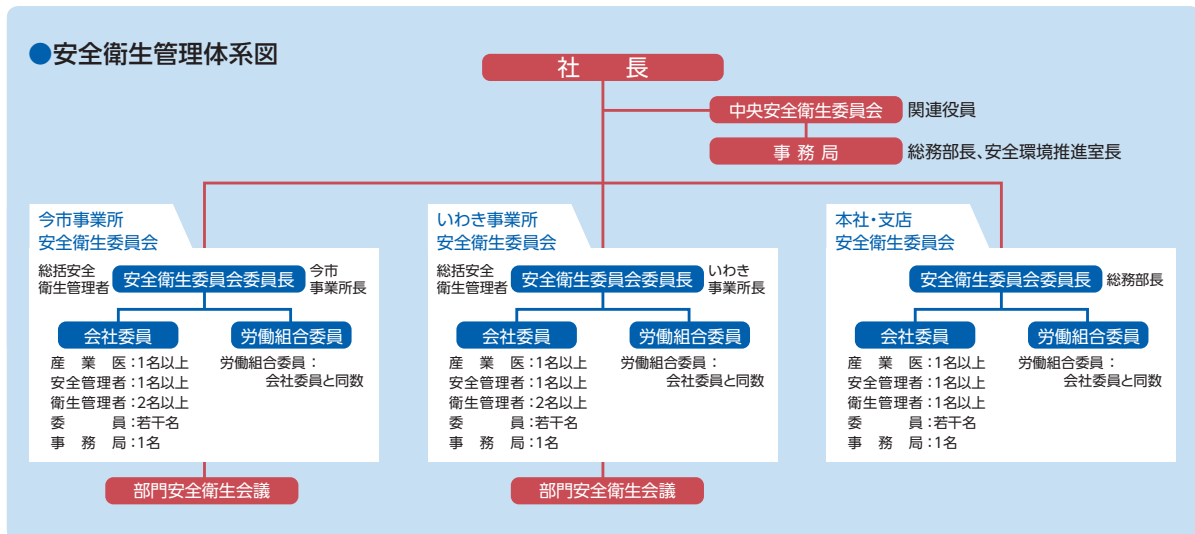 ●安全衛生管理体系図
社長
中央安全衛生委員会 関連役員
事務局 総務部長、安全環境推進室長
今市事業所
安全衛生委員会
総括安全
衛生管理者
安全衛生委員会委員長
今市
事業所長
会社委員
労働組合委員
産業医：1名以上
安全管理者：1名以上
衛生管理者：2名以上
委員：若干名
事務局：1名
労働組合委員：
会社委員と同数
部門安全衛生会議
いわき事業所
安全衛生委員会
総括安全
衛生管理者
安全衛生委員会委員長
いわき
事業所長
会社委員
労働組合委員
産業医：1名以上
安全管理者：1名以上
衛生管理者：2名以上
委員：若干名
事務局：1名
労働組合委員：
会社委員と同数
部門安全衛生会議
本社・支店
安全衛生委員会
安全衛生委員会委員長
総務部長
会社委員
労働組合委員
産業医：1名以上
安全管理者：1名以上
衛生管理者：1名以上
委員：若干名
事務局：1名
労働組合委員：
会社委員と同数